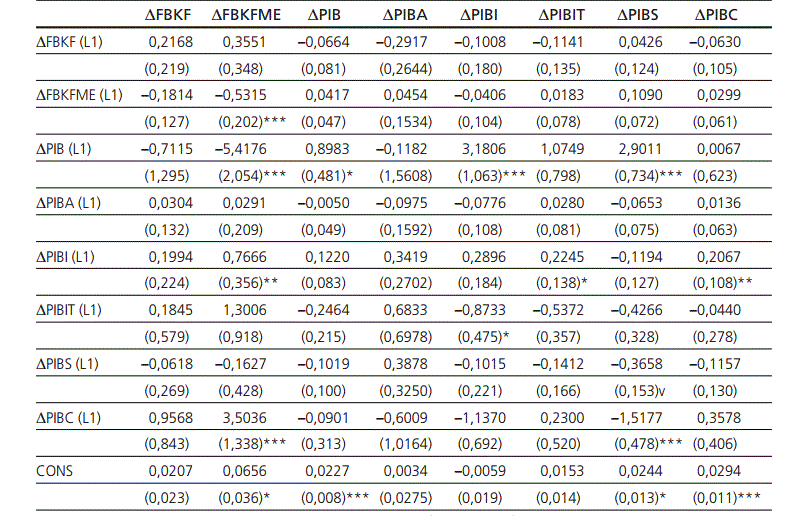 ΔFBKF ΔFBKFME ΔPIB ΔPIBA ΔPIBI ΔPIBIT ΔPIBS ΔPIBC
ΔFBKF (L1) 0,2168 0,3551 –0,0664 –0,2917 –0,1008 –0,1141 0,0426 –0,0630
(0,219) (0,348) (0,081) (0,2644) (0,180) (0,135) (0,124) (0,105)
ΔFBKFME (L1) –0,1814 –0,5315 0,0417 0,0454 –0,0406 0,0183 0,1090 0,0299
(0,127) (0,202)*** (0,047) (0,1534) (0,104) (0,078) (0,072) (0,061)
ΔPIB (L1) –0,7115 –5,4176 0,8983 –0,1182 3,1806 1,0749 2,9011 0,0067
(1,295) (2,054)*** (0,481)* (1,5608) (1,063)*** (0,798) (0,734)*** (0,623)
ΔPIBA (L1) 0,0304 0,0291 –0,0050 –0,0975 –0,0776 0,0280 –0,0653 0,0136
(0,132) (0,209) (0,049) (0,1592) (0,108) (0,081) (0,075) (0,063)
ΔPIBI (L1) 0,1994 0,7666 0,1220 0,3419 0,2896 0,2245 –0,1194 0,2067
(0,224) (0,356)** (0,083) (0,2702) (0,184) (0,138)* (0,127) (0,108)**
ΔPIBIT (L1) 0,1845 1,3006 –0,2464 0,6833 –0,8733 –0,5372 –0,4266 –0,0440
(0,579) (0,918) (0,215) (0,6978) (0,475)* (0,357) (0,328) (0,278)
ΔPIBS (L1) –0,0618 –0,1627 –0,1019 0,3878 –0,1015 –0,1412 –0,3658 –0,1157
(0,269) (0,428) (0,100) (0,3250) (0,221) (0,166) (0,153)v (0,130)
ΔPIBC (L1) 0,9568 3,5036 –0,0901 –0,6009 –1,1370 0,2300 –1,5177 0,3578
(0,843) (1,338)*** (0,313) (1,0164) (0,692) (0,520) (0,478)*** (0,406)
CONS 0,0207 0,0656 0,0227 0,0034 –0,0059 0,0153 0,0244 0,0294
(0,023) (0,036)* (0,008)*** (0,0275) (0,019) (0,014) (0,013)* (0,011)***